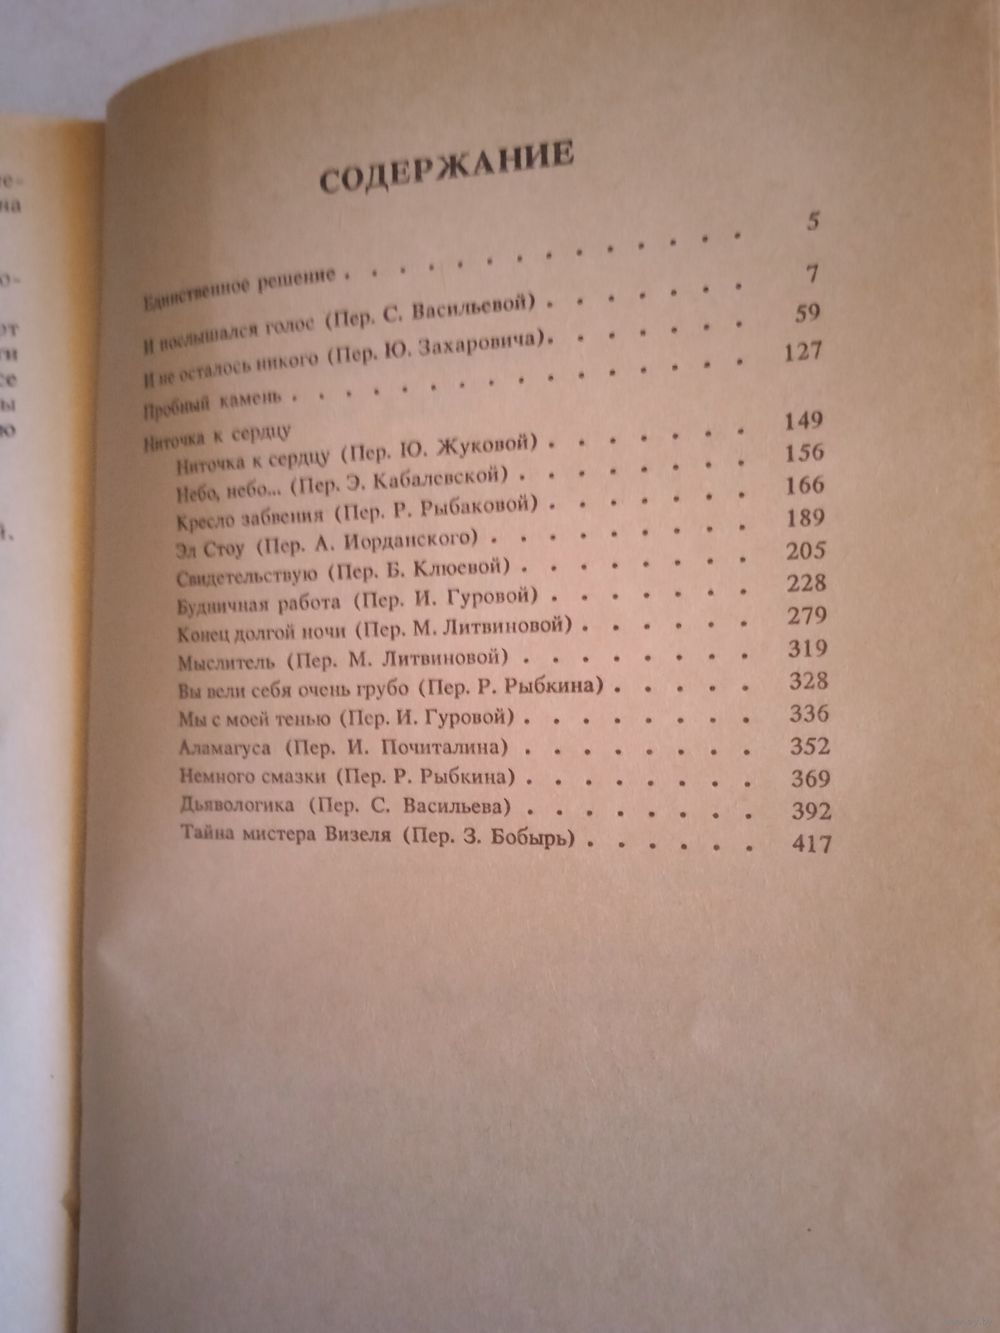 е-
на
о-
от
ти
се
ы
ю
й.
СОДЕРЖАНИЕ
Единственное решение . . . . . . . . . . . . . . 5
И послышался голос (Пер. С. Васильевой) . . . . . . . 7
И не осталось никого (Пер. Ю. Захаровича) . . . . . . . 59
Пробный камень . . . . . . . . . . . . . . . . 127
Ниточка к сердцу
Ниточка к сердцу (Пер. Ю. Жуковой) . . . . . . . 149
Небо, небо... (Пер. Э. Кабалевской) . . . . . . . . 156
Кресло забвения (Пер. Р. Рыбаковой) . . . . . . . 166
Эл Стоу (Пер. А. Иорданского) . . . . . . . . . 189
Свидетельствую (Пер. Б. Клюевой) . . . . . . . . 205
Будничная работа (Пер. И. Гуровой) . . . . . . . 228
Конец долгой ночи (Пер. М. Литвиновой) . . . . . . 279
Мыслитель (Пер. М. Литвиновой) . . . . . . . . 319
Вы вели себя очень грубо (Пер. Р. Рыбкина) . . . . . 328
Мы с моей тенью (Пер. И. Гуровой) . . . . . . . . 336
Аламагуса (Пер. И. Почиталина) . . . . . . . . 352
Немного смазки (Пер. Р. Рыбкина) . . . . . . . . 369
Дьявологика (Пер. С. Васильева) . . . . . . . . 392
Тайна мистера Визеля (Пер. З. Бобырь) . . . . . . 417